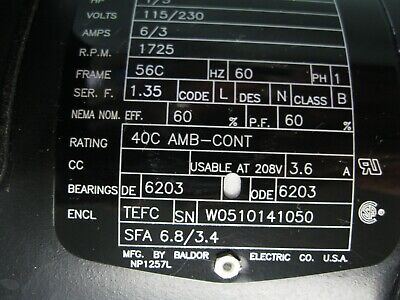 HP 1/3
VOLTS 115/230
AMPS 6/3
R.P.M. 1725
FRAME 56C HZ 60 PH 1
SER. F. 1.35 CODE L DES N CLASS B
NEMA NOM. EFF. 60 % P.F. 60 %
RATING 40C AMB-CONT
CC USABLE AT 208V 3.6 A
BEARINGS DE 6203 ODE 6203
ENCL TEFC SN W0510141050
SFA 6.8/3.4
MFG. BY BALDOR ELECTRIC CO. U.S.A.
NP1257L